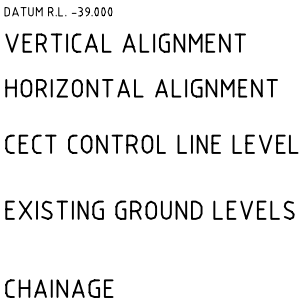 DATUM R.L. -39.000
VERTICAL ALIGNMENT
HORIZONTAL ALIGNMENT
CECT CONTROL LINE LEVEL
EXISTING GROUND LEVELS
CHAINAGE